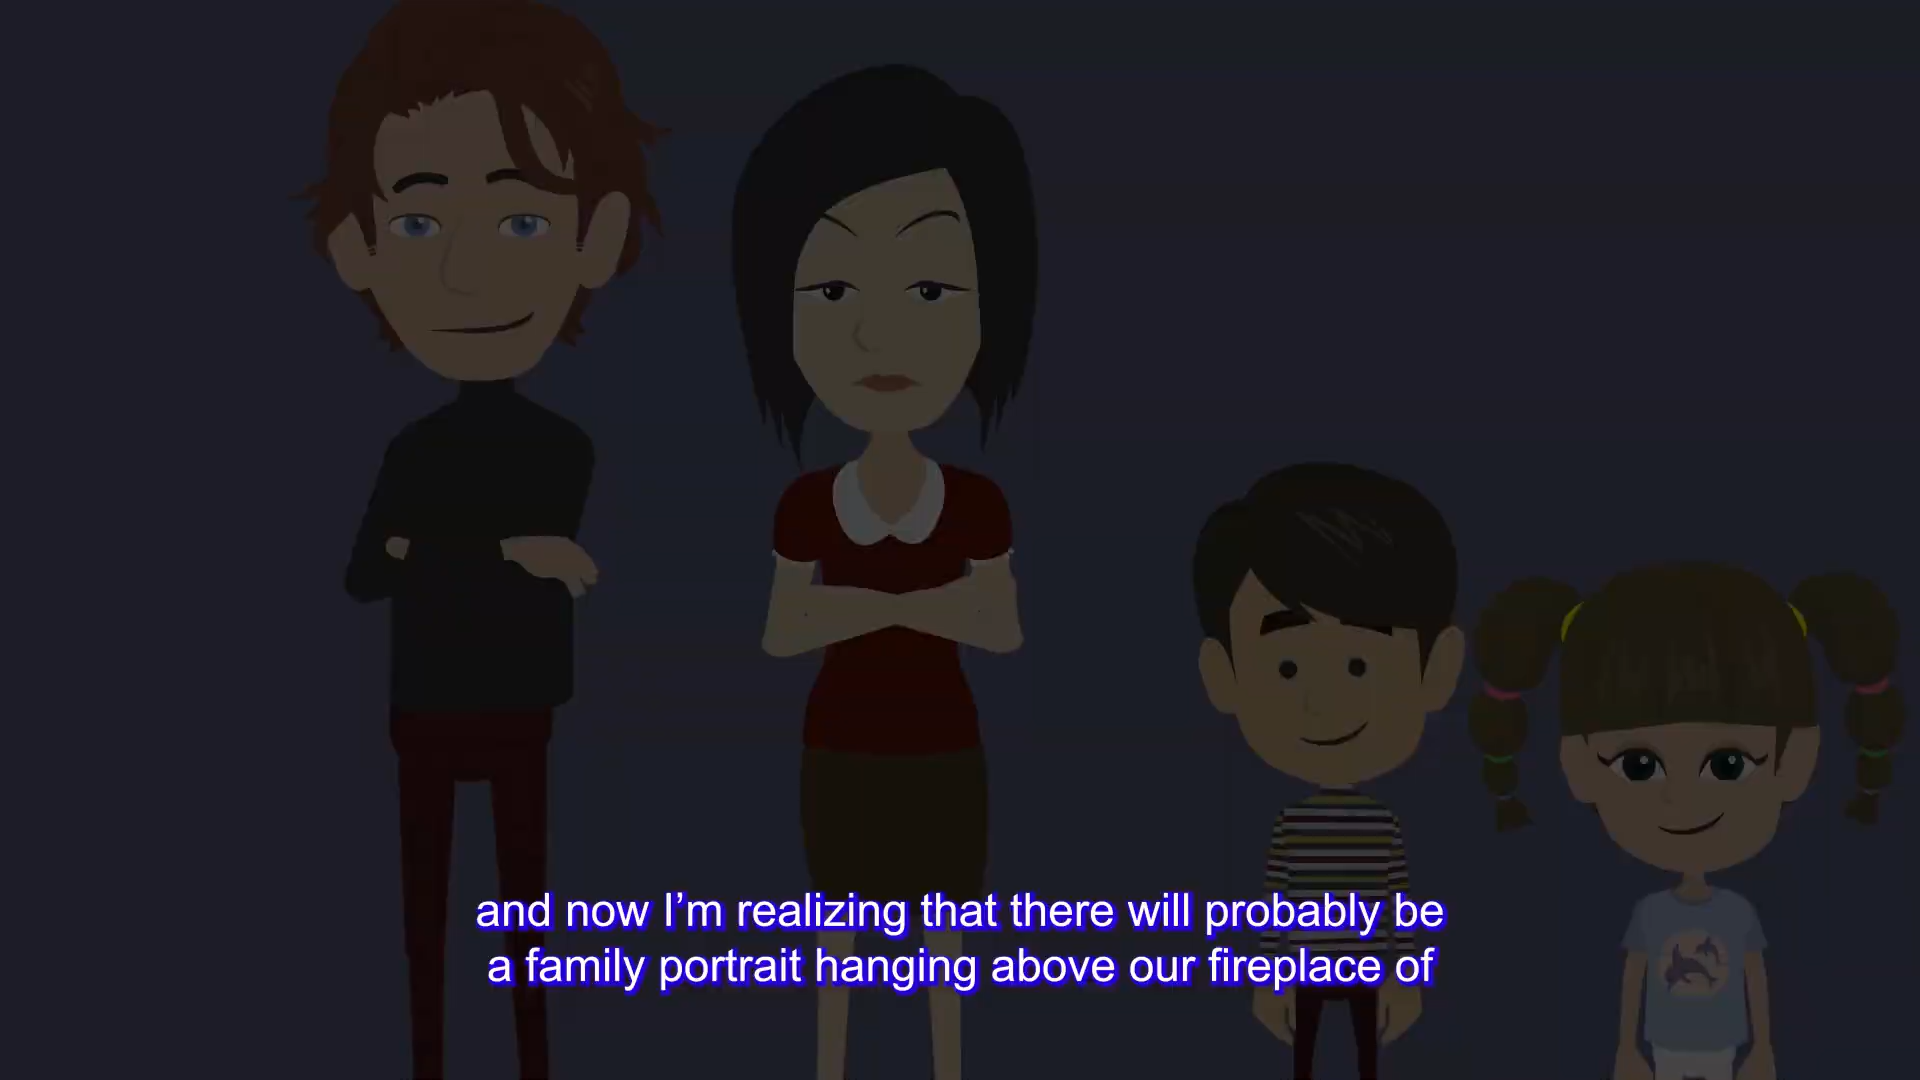 and now I’m realizing that there will probably be
a family portrait hanging above our fireplace of